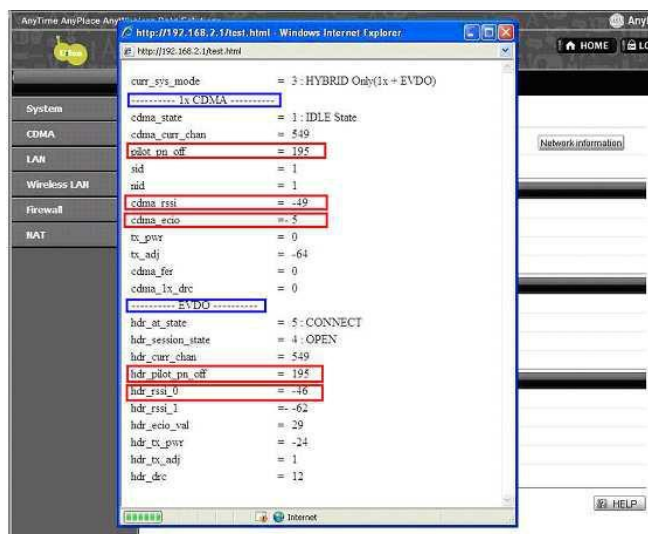 AnyTime AnyPlace Any
http://192.168.2.1/test.html - Windows Internet Explorer
http://192.168.2.1/test.html
HOME
System
CDMA
LAN
Wireless LAN
Firewall
NAT
Network information
curr_sys_mode = 3 : HYBRID Only(1x + EVDO)
---------- 1x CDMA ----------
cdma_state = 1 : IDLE State
cdma_curr_chan = 549
pilot_pn_off = 195
sid = 1
nid = 1
cdma_rssi = -49
cdma_ecio =- 5
tx_pwr = 0
tx_adj = -64
cdma_fer = 0
cdma_1x_drc = 0
---------- EVDO ----------
hdr_at_state = 5 : CONNECT
hdr_session_state = 4 : OPEN
hdr_curr_chan = 549
hdr_pilot_pn_off = 195
hdr_rssi_0 = -46
hdr_rssi_1 =- -62
hdr_ecio_val = 29
hdr_tx_pwr = -24
hdr_tx_adj = 1
hdr_drc = 12
HELP
Internet